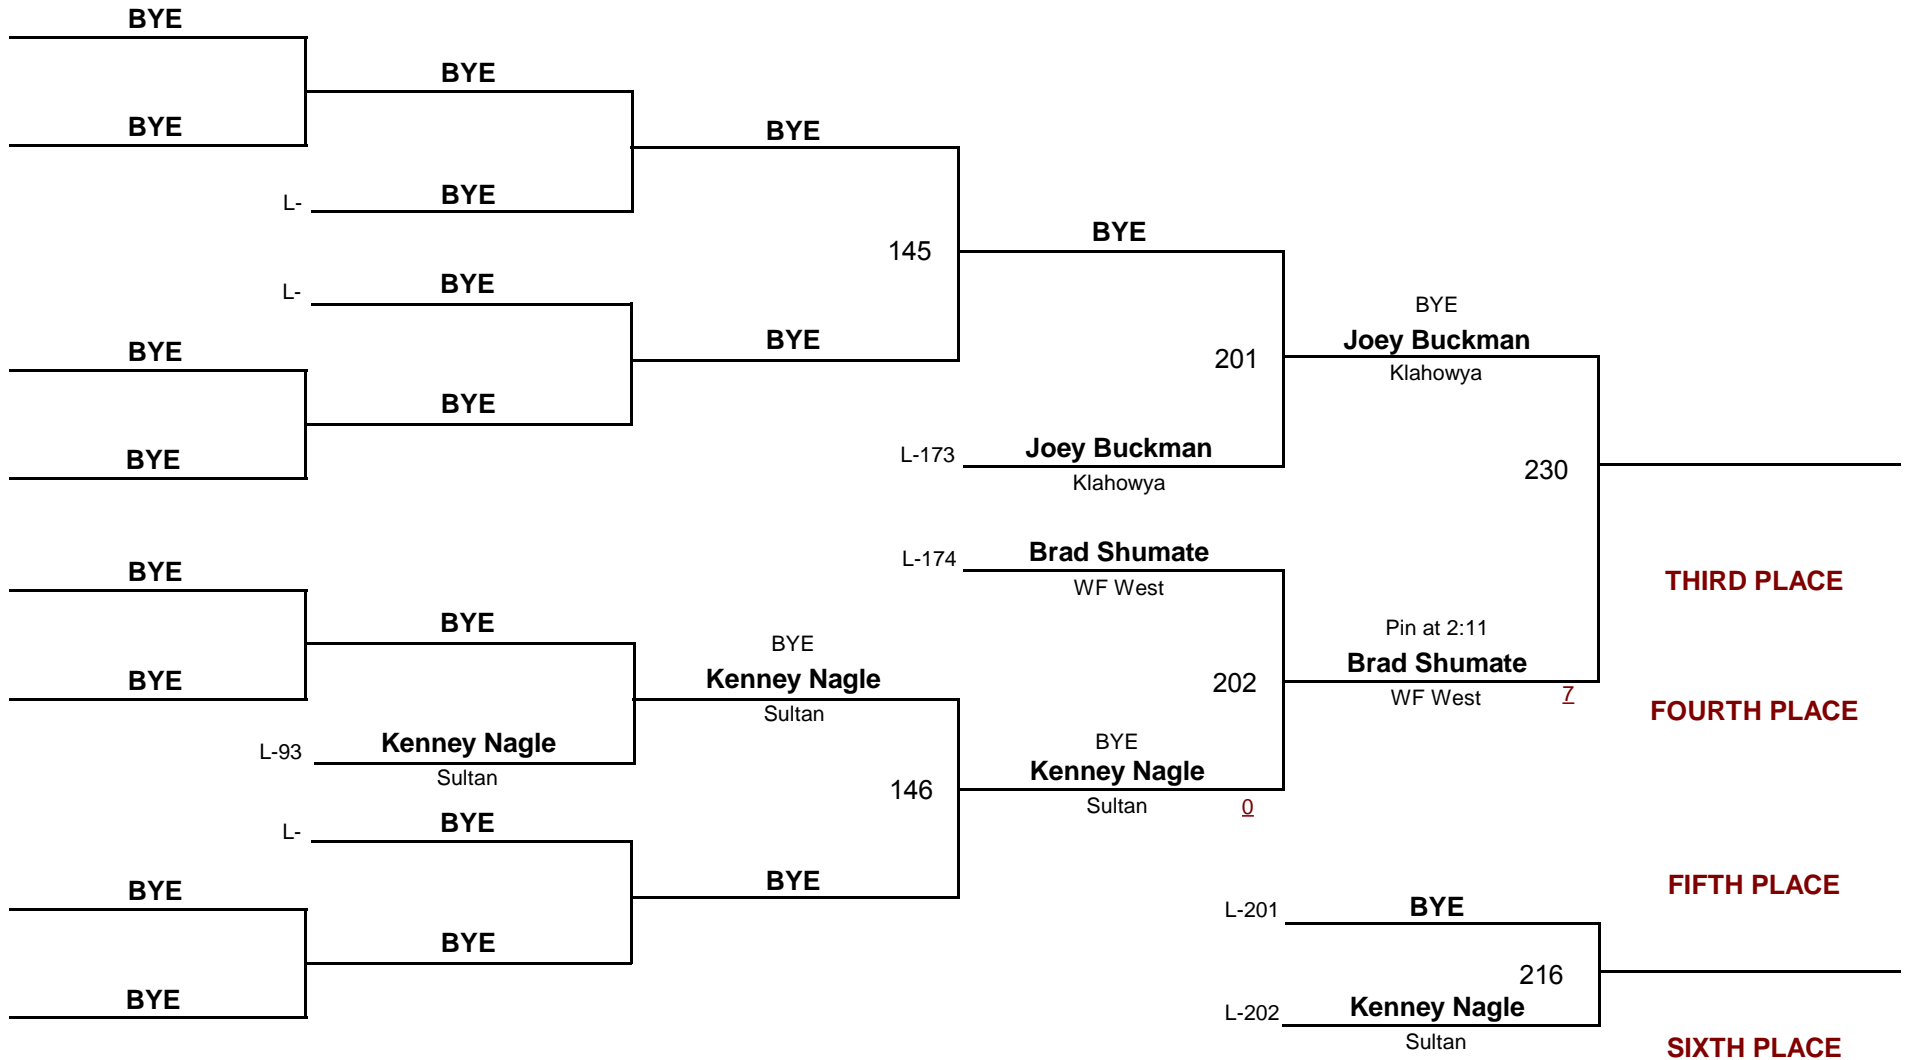 BYE
BYE
BYE
BYE
L-
BYE
BYE
145
BYE
L-
BYE
BYE
BYE
BYE
BYE
BYE
Joey Buckman
Klahowya
201
L-173
Joey Buckman
Klahowya
230
L-174
Brad Shumate
WF West
THIRD PLACE
BYE
BYE
BYE
L-93
Kenney Nagle
Sultan
BYE
Kenney Nagle
Sultan
202
Pin at 2:11
Brad Shumate
WF West
7
FOURTH PLACE
146
BYE
Kenney Nagle
Sultan
0
L-
BYE
BYE
BYE
BYE
BYE
FIFTH PLACE
L-201
BYE
216
L-202
Kenney Nagle
Sultan
SIXTH PLACE